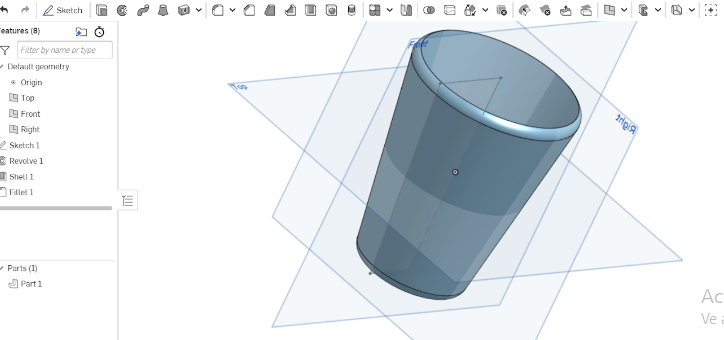 Sketch
Features (8)
Filter by name or type
Default geometry
Origin
Top
Front
Right
Sketch 1
Revolve 1
Shell 1
Fillet 1
Parts (1)
Part 1
Front
Top
Right
Ac
Ve a